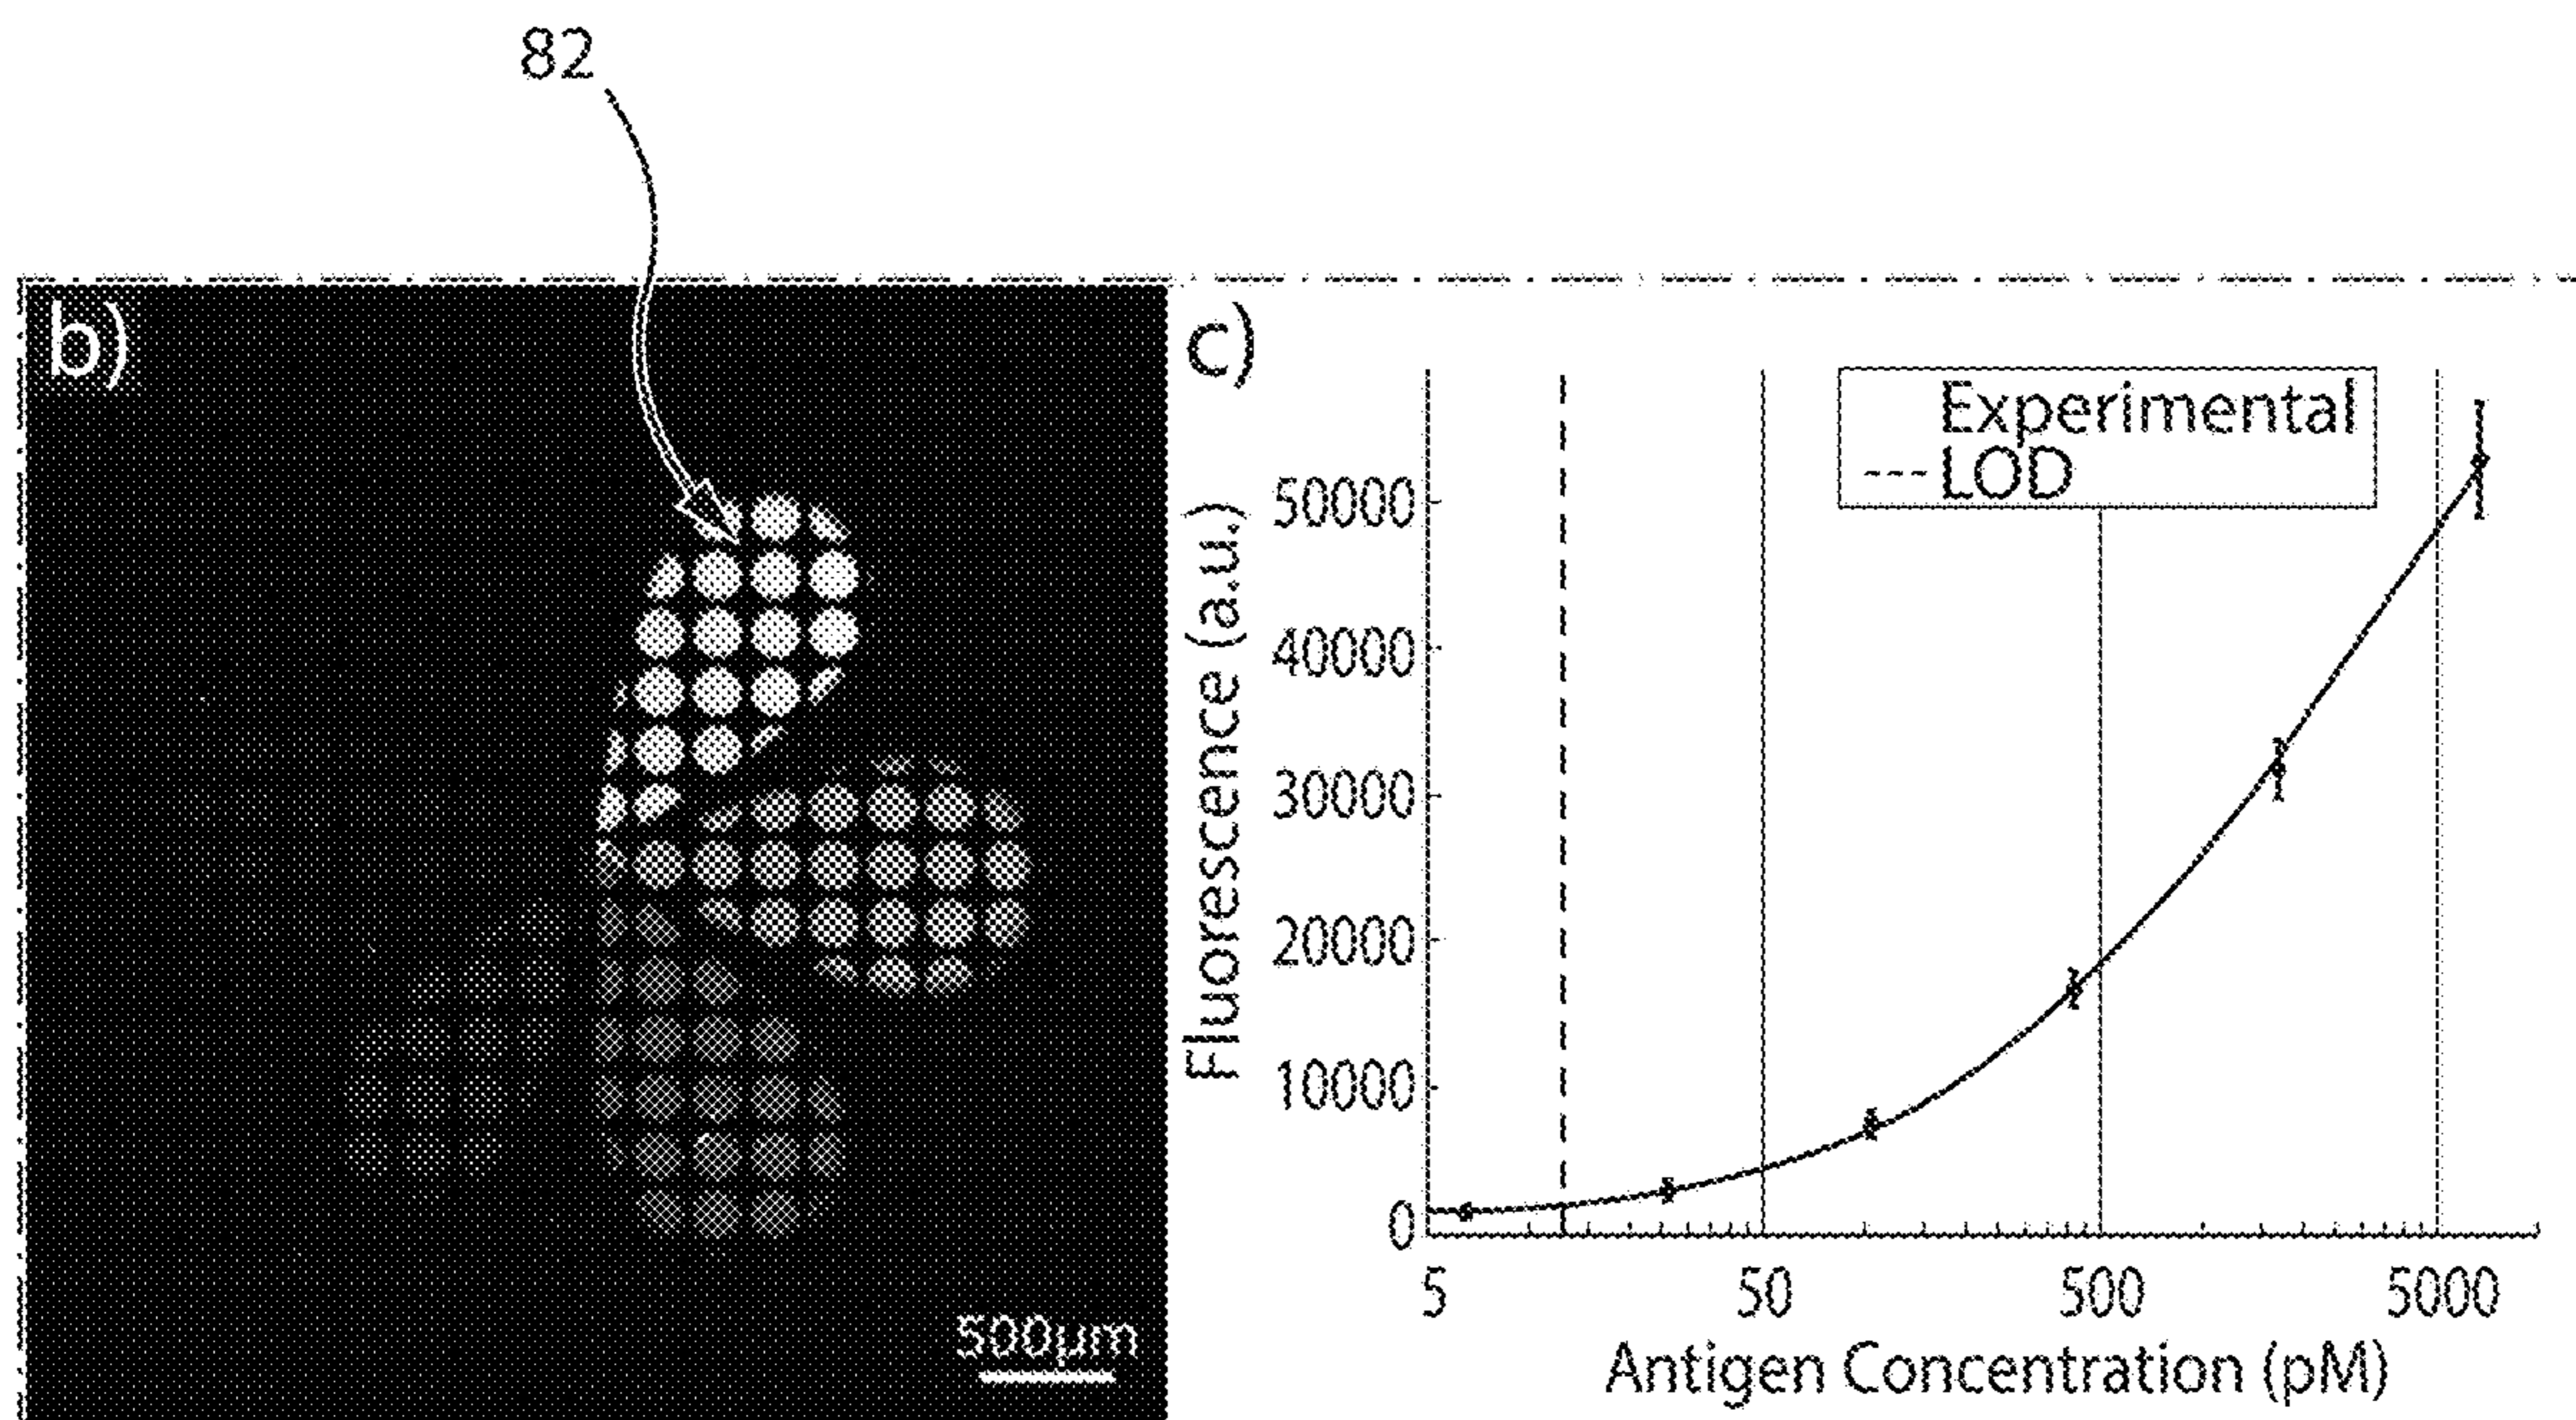 82
b)
500µm
c)
Experimental
--- LOD
Fluorescence (a.u.)
50000
40000
30000
20000
10000
0
5 50 500 5000
Antigen Concentration (pM)